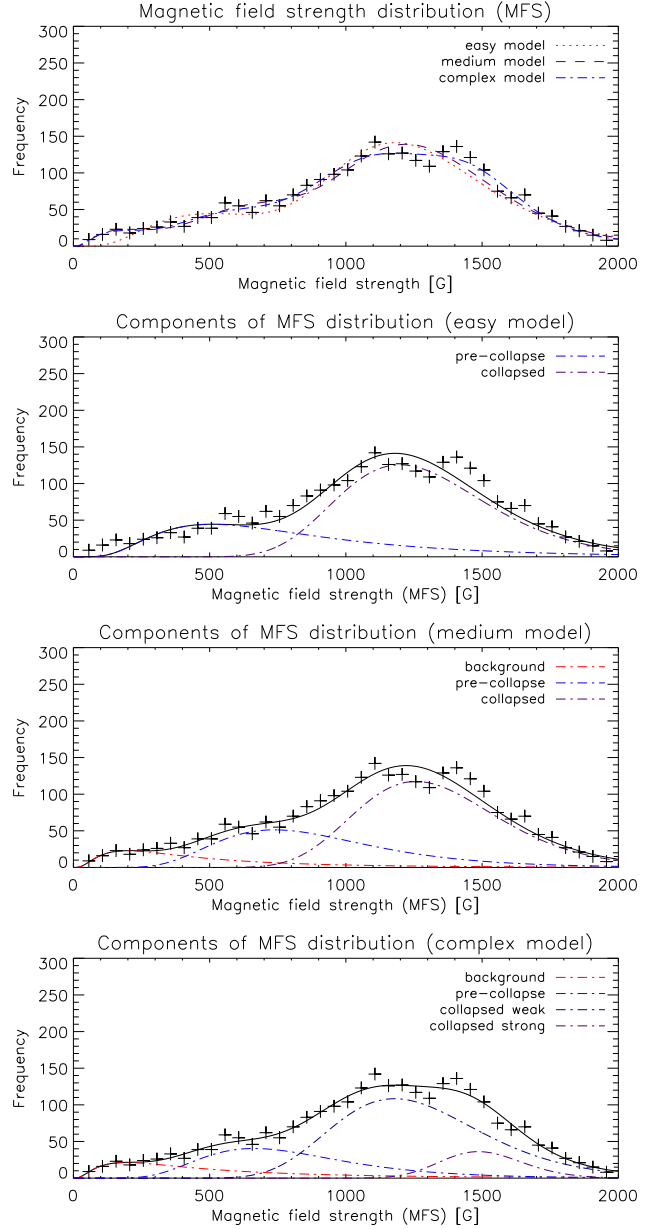 Magnetic field strength distribution (MFS)
300
250
200
150
100
50
0
Frequency
easy model
medium model
complex model
0 500 1000 1500 2000
Magnetic field strength [G]
Components of MFS distribution (easy model)
300
250
200
150
100
50
0
Frequency
pre-collapse
collapsed
0 500 1000 1500 2000
Magnetic field strength (MFS) [G]
Components of MFS distribution (medium model)
300
250
200
150
100
50
0
Frequency
background
pre-collapse
collapsed
0 500 1000 1500 2000
Magnetic field strength (MFS) [G]
Components of MFS distribution (complex model)
300
250
200
150
100
50
0
Frequency
background
pre-collapse
collapsed weak
collapsed strong
0 500 1000 1500 2000
Magnetic field strength (MFS) [G]